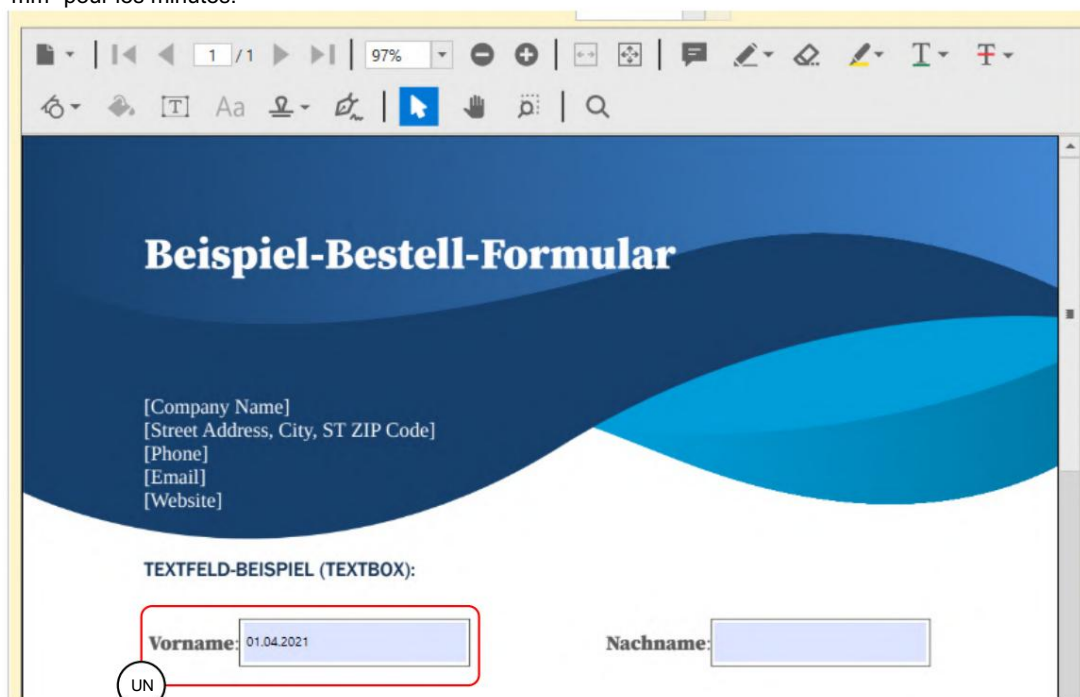 mm" pour les minutes.
1 / 1 97% T T
T Aa
Beispiel-Bestell-Formular
[Company Name]
[Street Address, City, ST ZIP Code]
[Phone]
[Email]
[Website]
TEXTFELD-BEISPIEL (TEXTBOX):
Vorname: 01.04.2021 Nachname:
UN